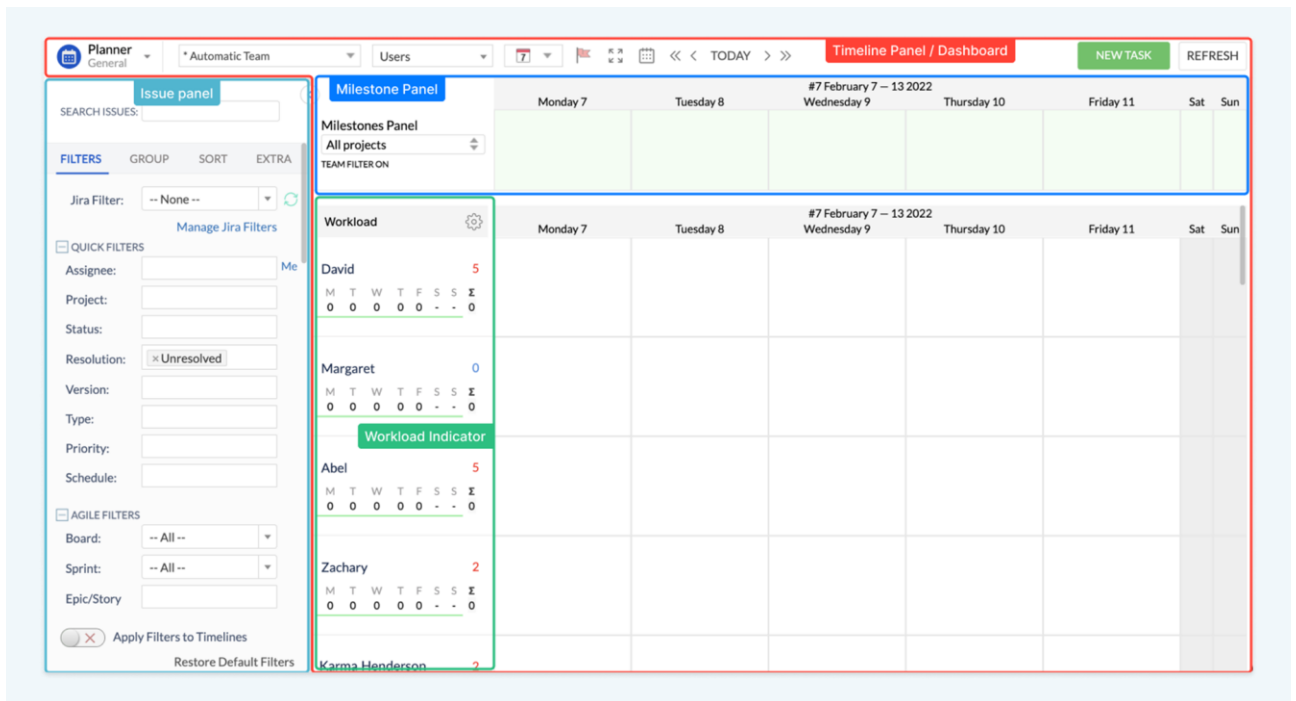 Planner
General
* Automatic Team
Users
7
TODAY
Timeline Panel / Dashboard
NEW TASK
REFRESH
Issue panel
SEARCH ISSUES:
FILTERS GROUP SORT EXTRA
Jira Filter: -- None --
Manage Jira Filters
QUICK FILTERS
Assignee: Me
Project:
Status:
Resolution: × Unresolved
Version:
Type:
Priority:
Schedule:
AGILE FILTERS
Board: -- All --
Sprint: -- All --
Epic/Story
Apply Filters to Timelines
Restore Default Filters
Milestone Panel
#7 February 7 – 13 2022
Monday 7 Tuesday 8 Wednesday 9 Thursday 10 Friday 11 Sat Sun
Milestones Panel
All projects
TEAM FILTER ON
Workload
#7 February 7 – 13 2022
Monday 7 Tuesday 8 Wednesday 9 Thursday 10 Friday 11 Sat Sun
David 5
M T W T F S S Σ
0 0 0 0 0 - - 0
Margaret 0
M T W T F S S Σ
0 0 0 0 0 - - 0
Workload Indicator
Abel 5
M T W T F S S Σ
0 0 0 0 0 - - 0
Zachary 2
M T W T F S S Σ
0 0 0 0 0 - - 0
Karma Henderson 2